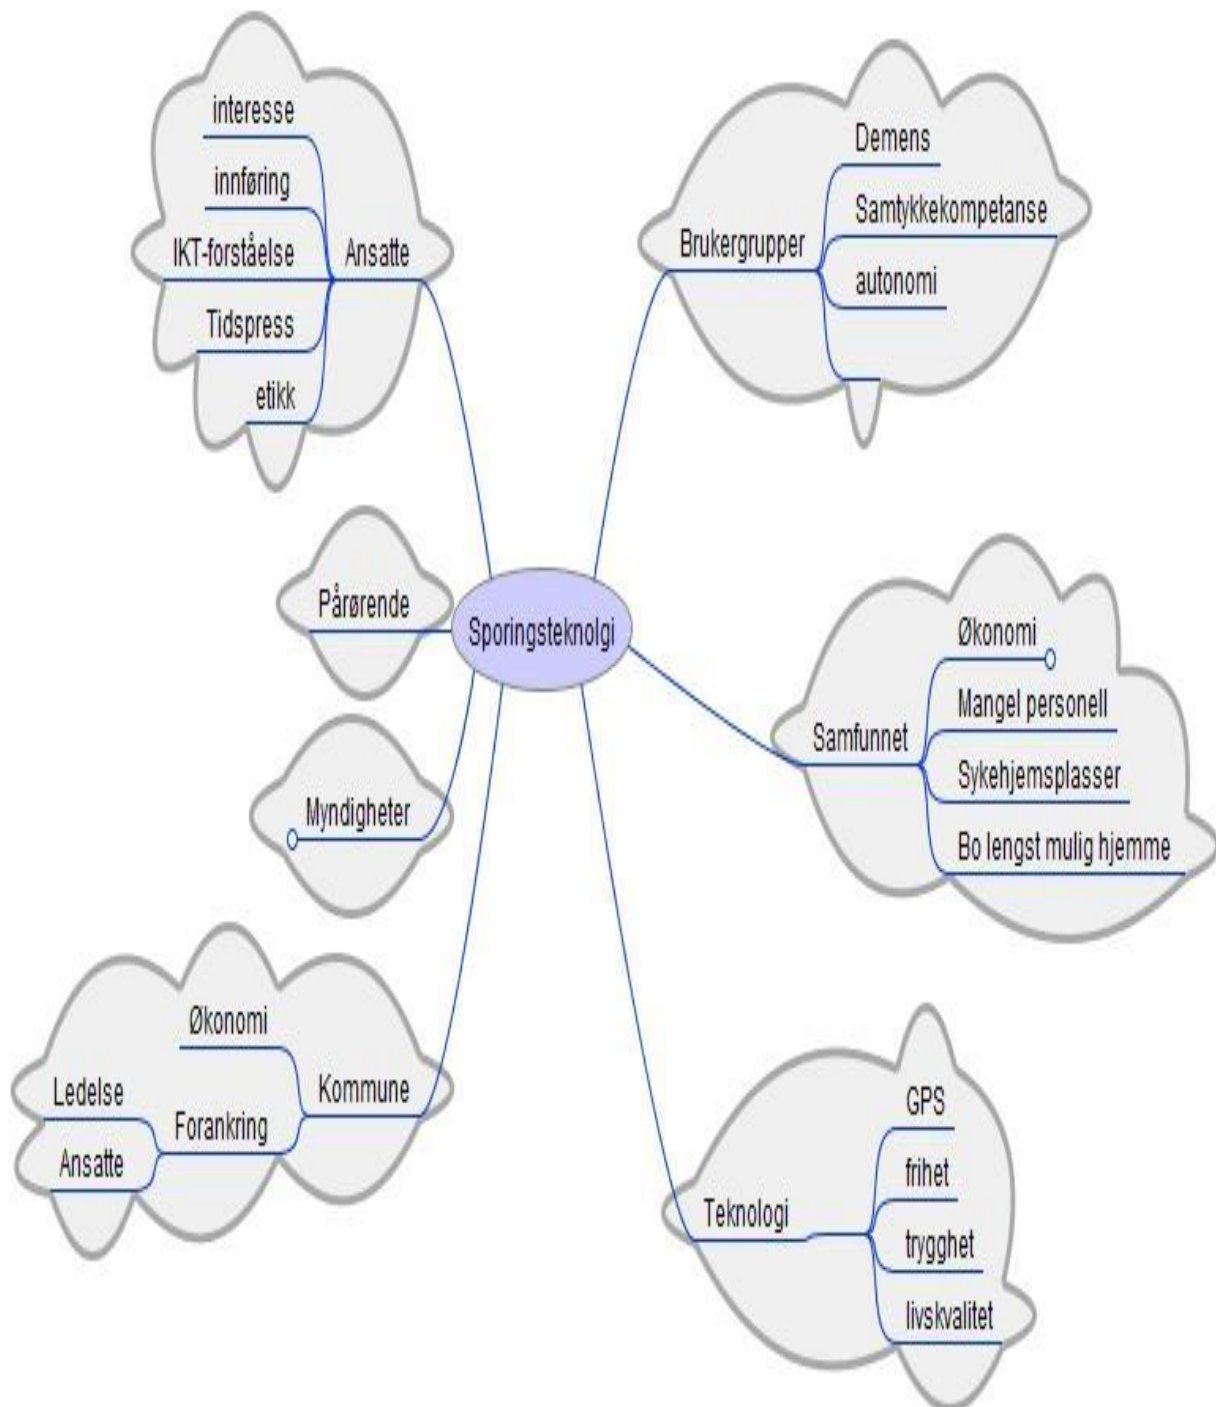 interesse
innføring
IKT-forståelse
Ansatte
Tidspress
etikk
Demens
Samtykkekompetanse
Brukergrupper
autonomi
Pårørende
Sporingsteknolgi
Myndigheter
Økonomi
Mangel personell
Samfunnet
Sykehjemsplasser
Bo lengst mulig hjemme
Økonomi
Ledelse
Kommune
Forankring
Ansatte
GPS
frihet
Teknologi
trygghet
livskvalitet